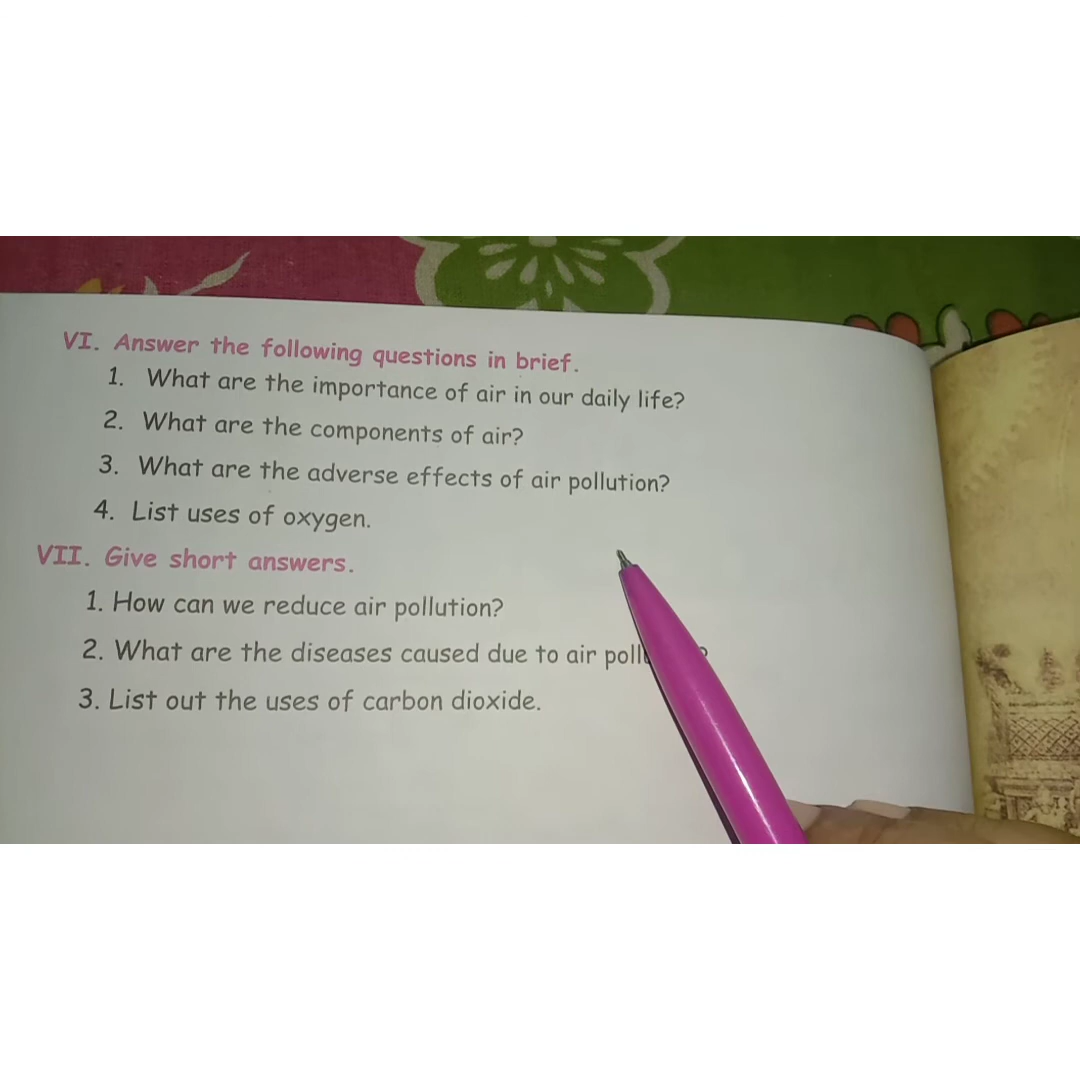 VI. Answer the following questions in brief.
1. What are the importance of air in our daily life?
2. What are the components of air?
3. What are the adverse effects of air pollution?
4. List uses of oxygen.
VII. Give short answers.
1. How can we reduce air pollution?
2. What are the diseases caused due to air
3. List out the uses of carbon dioxide.